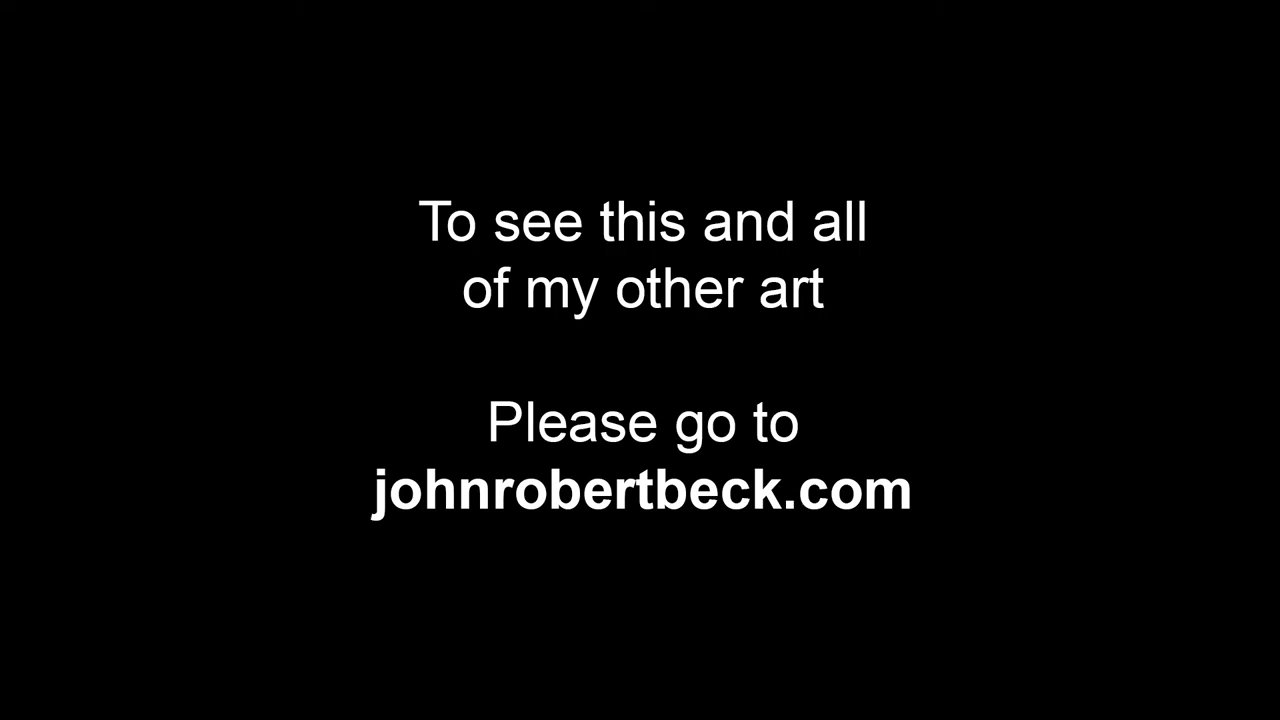 To see this and all
of my other art
Please go to
johnrobertbeck.com